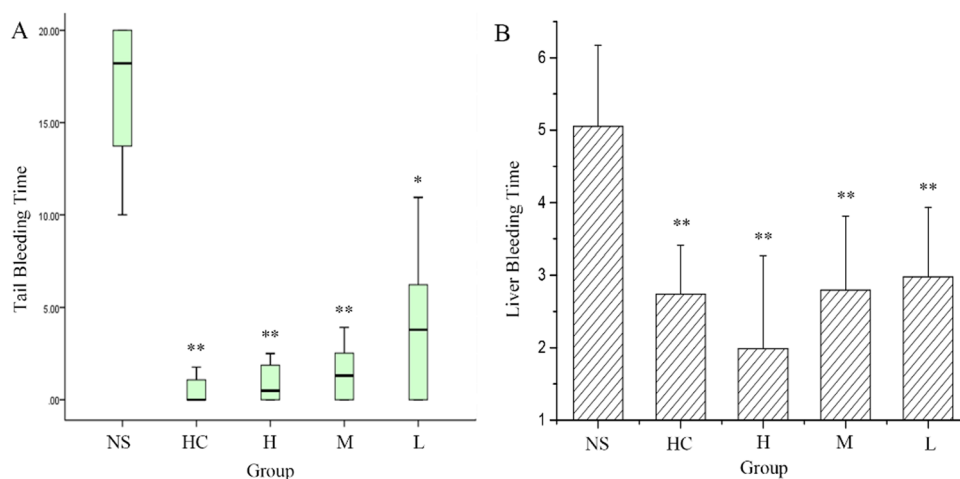 A
20.00
15.00
10.00
5.00
.00
Tail Bleeding Time
**
**
**
*
NS HC H M L
Group
B
6
5
4
3
2
1
Liver Bleeding Time
**
**
**
**
NS HC H M L
Group